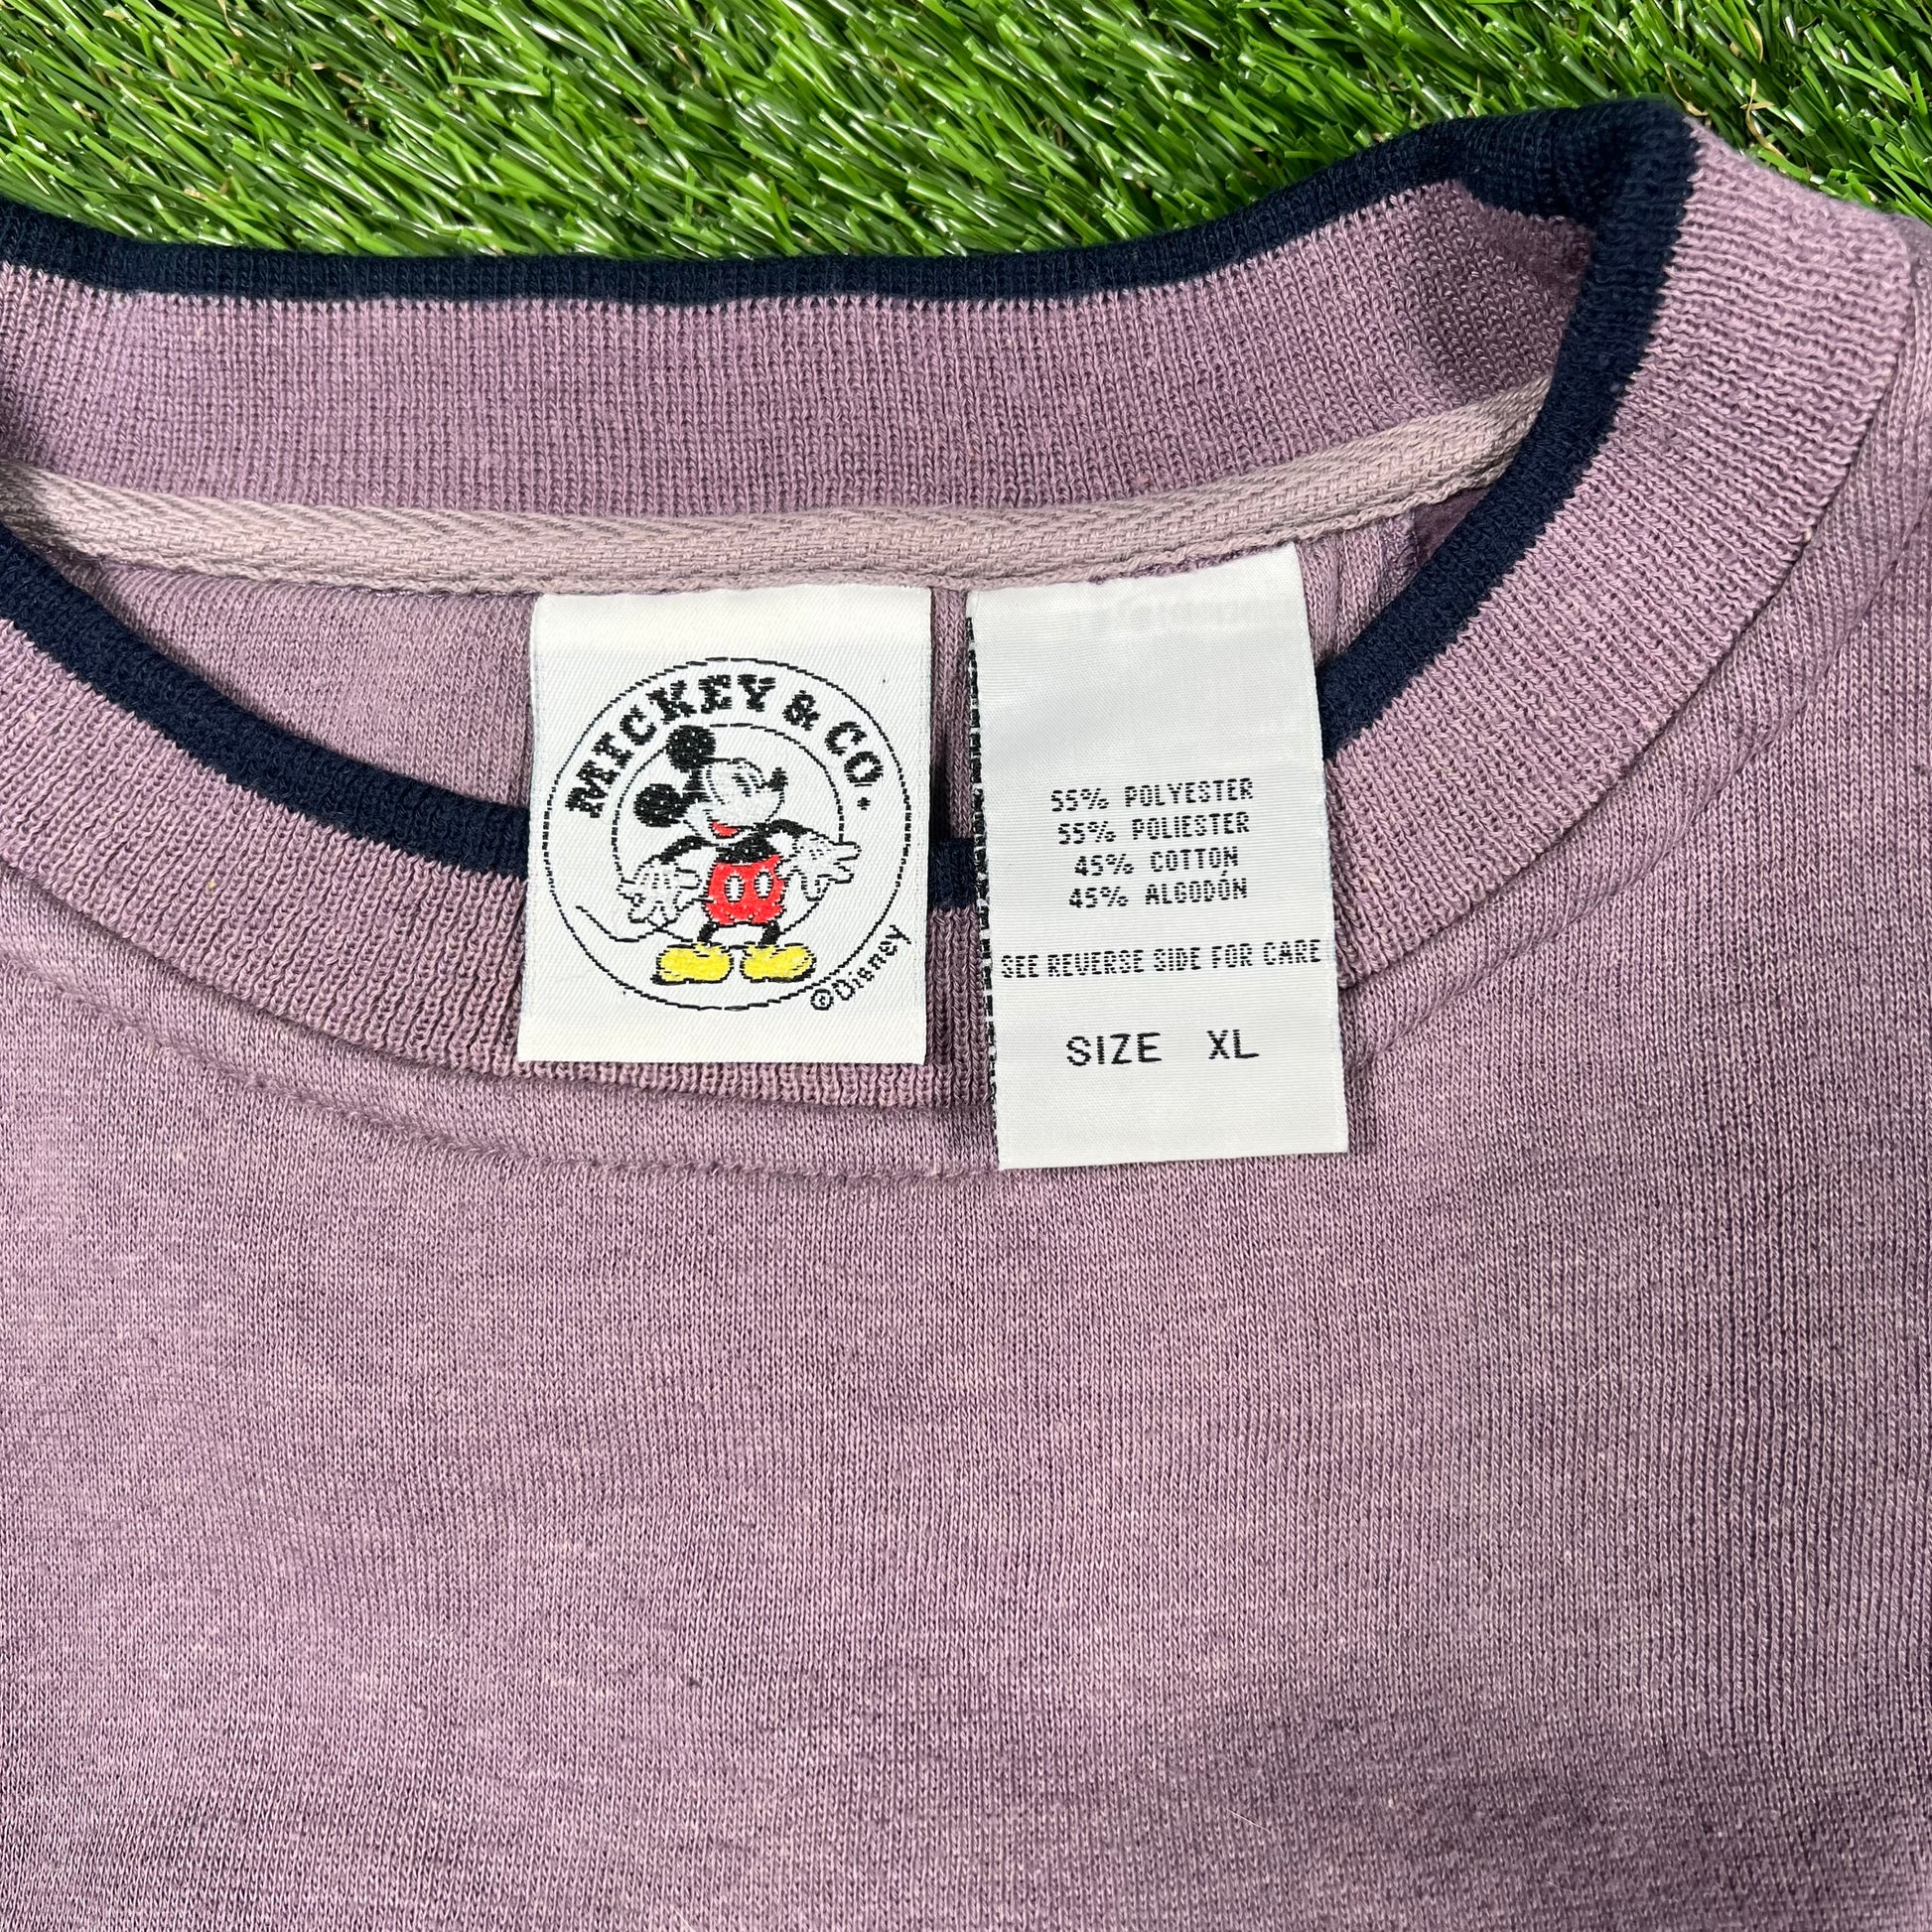 MICKEY & CO.
©Disney
55% POLYESTER
55% POLIESTER
45% COTTON
45% ALGODÓN
SEE REVERSE SIDE FOR CARE
SIZE XL